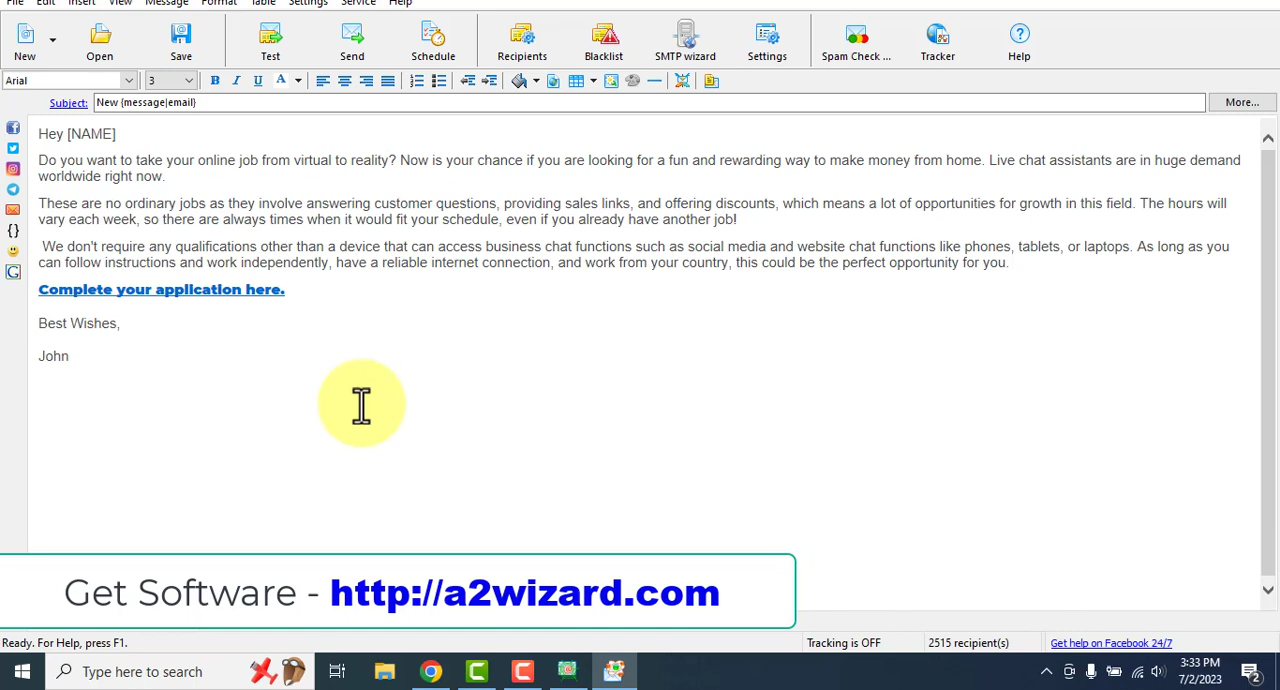 File Edit Insert View Message Format Table Settings Service Help
New Open Save Test Send Schedule Recipients Blacklist SMTP wizard Settings Spam Check ... Tracker Help
Arial 3 B I U A
Subject: New {message|email} More...
Hey [NAME]
Do you want to take your online job from virtual to reality? Now is your chance if you are looking for a fun and rewarding way to make money from home. Live chat assistants are in huge demand
worldwide right now.
These are no ordinary jobs as they involve answering customer questions, providing sales links, and offering discounts, which means a lot of opportunities for growth in this field. The hours will
vary each week, so there are always times when it would fit your schedule, even if you already have another job!
We don't require any qualifications other than a device that can access business chat functions such as social media and website chat functions like phones, tablets, or laptops. As long as you
can follow instructions and work independently, have a reliable internet connection, and work from your country, this could be the perfect opportunity for you.
Complete your application here.
Best Wishes,
John
Get Software - http://a2wizard.com
Ready. For Help, press F1. Tracking is OFF 2515 recipient(s) Get help on Facebook 24/7
Type here to search
3:33 PM
7/2/2023
2